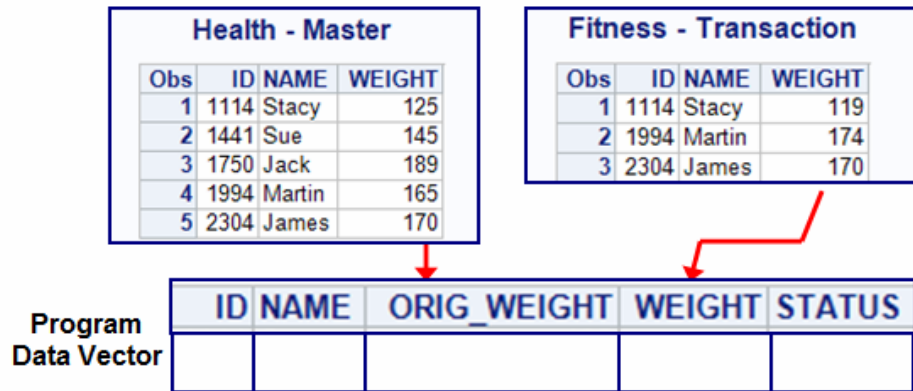 Health - Master
Obs ID NAME WEIGHT
1 1114 Stacy 125
2 1441 Sue 145
3 1750 Jack 189
4 1994 Martin 165
5 2304 James 170
Fitness - Transaction
Obs ID NAME WEIGHT
1 1114 Stacy 119
2 1994 Martin 174
3 2304 James 170
Program
Data Vector
ID NAME ORIG_WEIGHT WEIGHT STATUS